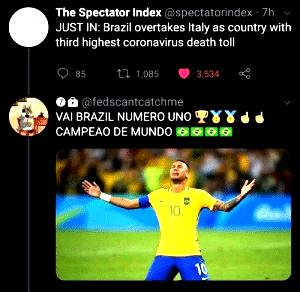 The Spectator Index @spectatorindex · 7h
JUST IN: Brazil overtakes Italy as country with
third highest coronavirus death toll
85 1,085 3,534
@fedscantcatchme
VAI BRAZIL NUMERO UNO 🏆🥇🥇☝☝
CAMPEAO DE MUNDO 🇧🇷🇧🇷🇧🇷🇧🇷
10
10